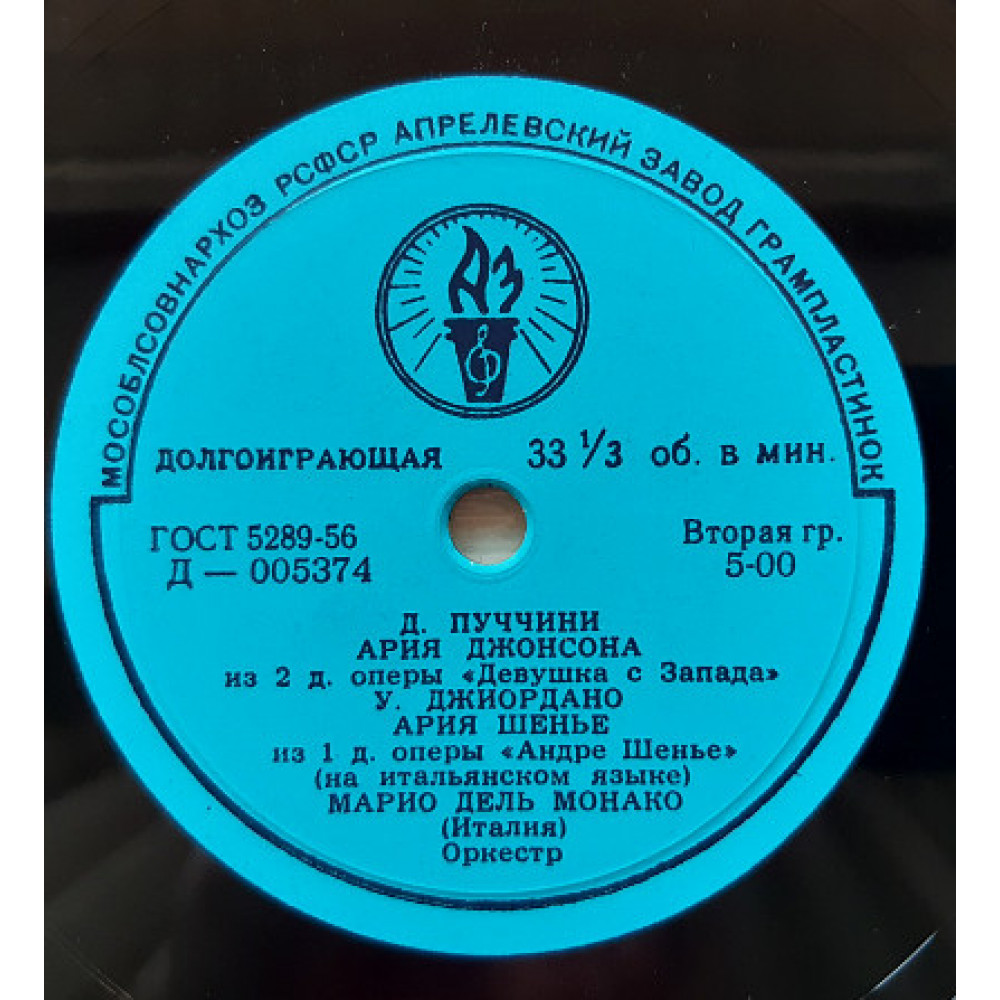 МОСОБЛСОВНАРХОЗ РСФСР АПРЕЛЕВСКИЙ ЗАВОД ГРАМПЛАСТИНОК
АЗ
ДОЛГОИГРАЮЩАЯ 33 1/3 об. в мин.
ГОСТ 5289-56 Вторая гр.
Д — 005374 5-00
Д. ПУЧЧИНИ
АРИЯ ДЖОНСОНА
из 2 д. оперы «Девушка с Запада»
У. ДЖИОРДАНО
АРИЯ ШЕНЬЕ
из 1 д. оперы «Андре Шенье»
(на итальянском языке)
МАРИО ДЕЛЬ МОНАКО
(Италия)
Оркестр